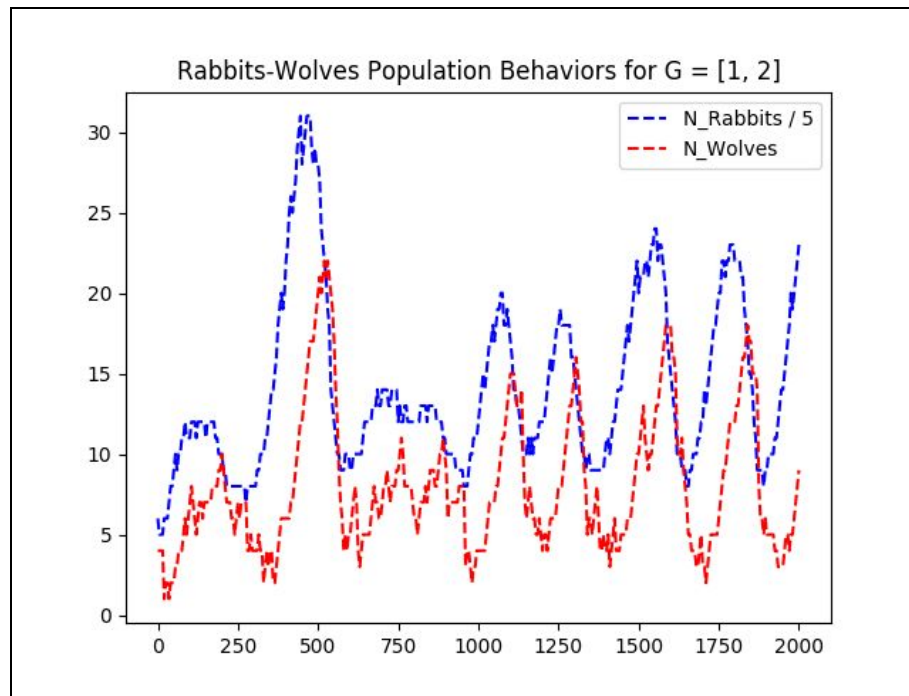 Rabbits-Wolves Population Behaviors for G = [1, 2]
N_Rabbits / 5
N_Wolves
30
25
20
15
10
5
0
0 250 500 750 1000 1250 1500 1750 2000